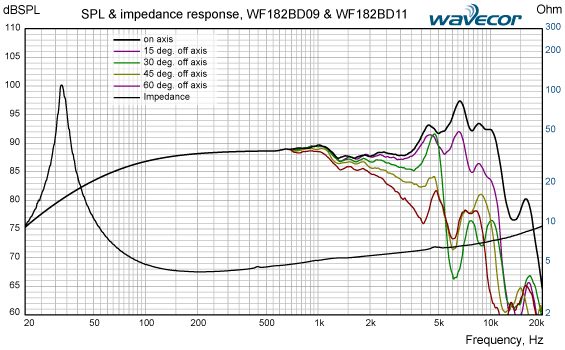 dBSPL SPL & impedance response, WF182BD09 & WF182BD11 wavecor Ohm
110 300
105 200
100 100
95
90 50
85
80 20
75 10
70
65 5
60 2
on axis
15 deg. off axis
30 deg. off axis
45 deg. off axis
60 deg. off axis
Impedance
20 50 100 200 500 1k 2k 5k 10k 20K
Frequency, Hz